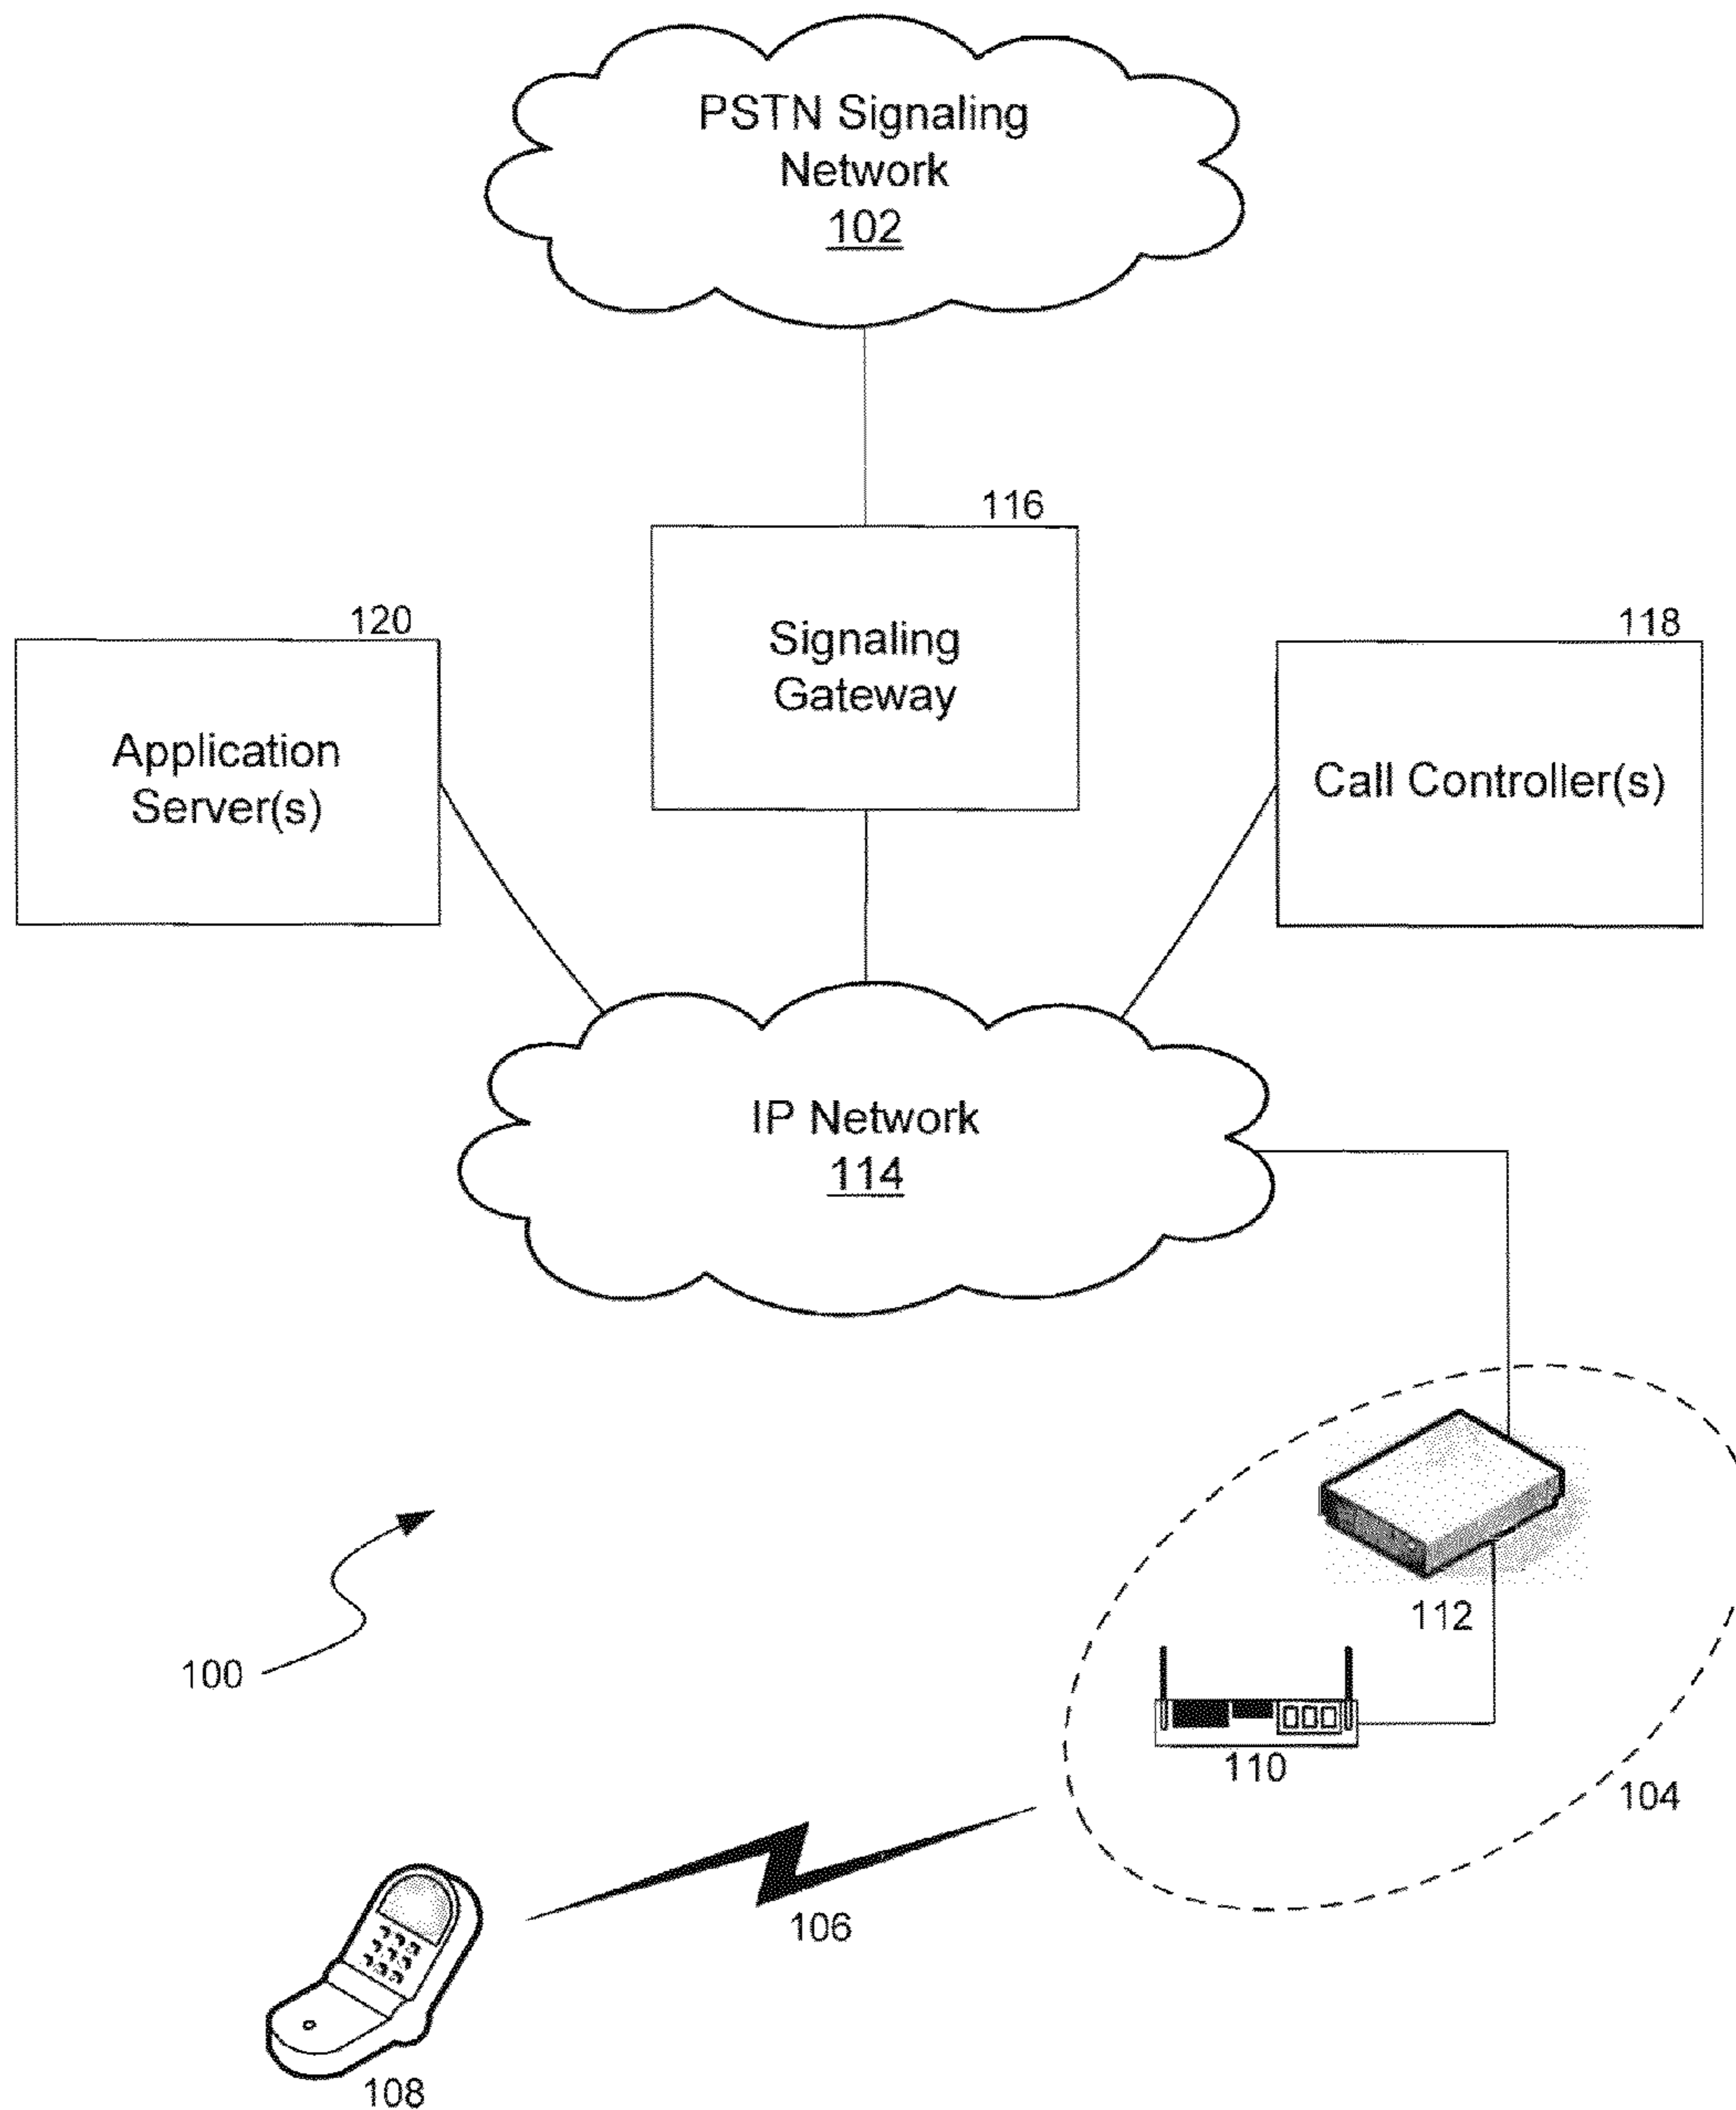 PSTN Signaling
Network
102
116
Signaling
Gateway
120
Application
Server(s)
118
Call Controller(s)
IP Network
114
112
100
110
104
106
108